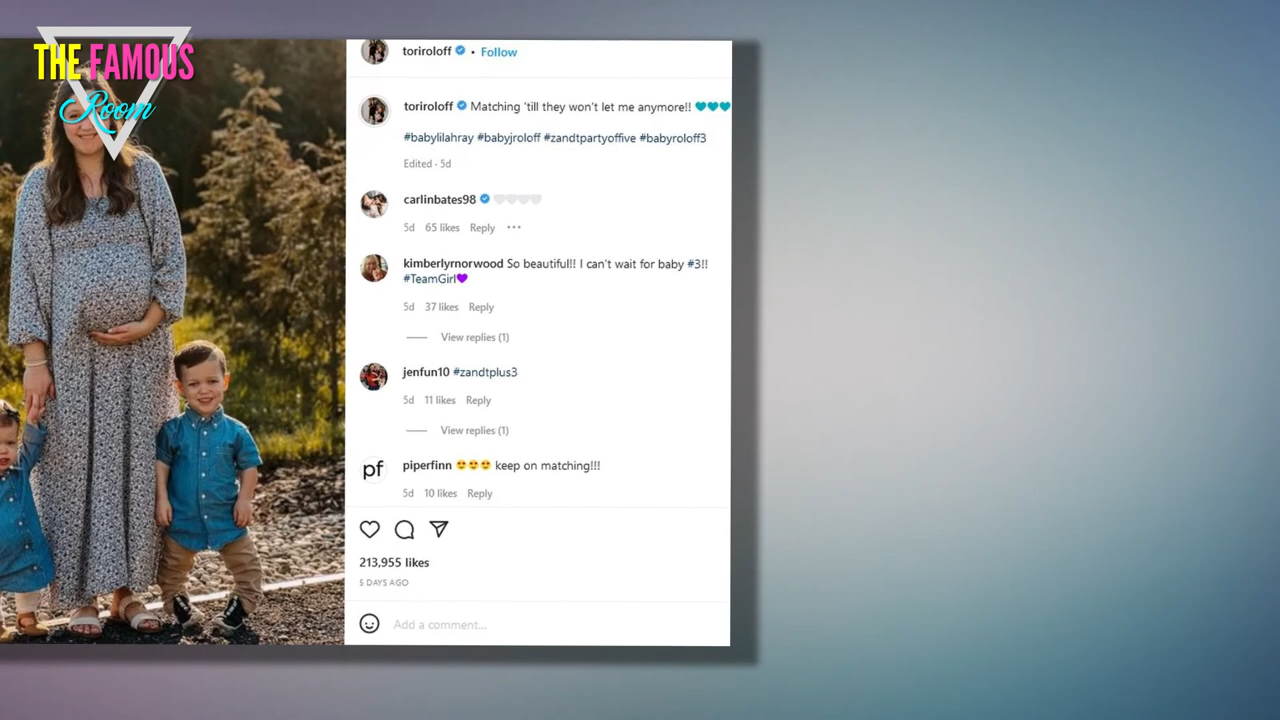 THE FAMOUS
Room
toriroloff • Follow
toriroloff Matching 'till they won't let me anymore!! 🩵🩵🩵
#babylilahray #babyjroloff #zandtpartyoffive #babyroloff3
Edited · 5d
carlinbates98 🤍🤍🤍🤍
5d 65 likes Reply •••
kimberlyrnorwood So beautiful!! I can't wait for baby #3!!
#TeamGirl💜
5d 37 likes Reply
View replies (1)
jenfun10 #zandtplus3
5d 11 likes Reply
View replies (1)
pf
piperfinn 😍😍😍 keep on matching!!!
5d 10 likes Reply
213,955 likes
5 DAYS AGO
Add a comment...